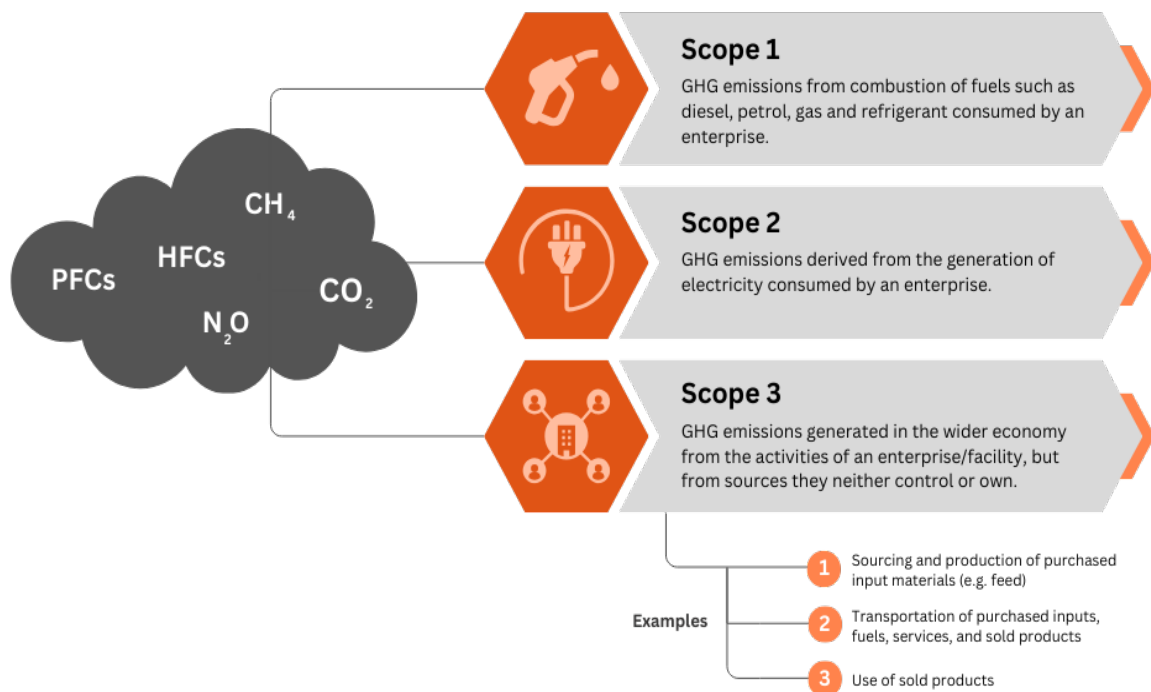 Scope 1
GHG emissions from combustion of fuels such as
diesel, petrol, gas and refrigerant consumed by an
enterprise.
CH₄
HFCs
PFCs
CO₂
N₂O
Scope 2
GHG emissions derived from the generation of
electricity consumed by an enterprise.
Scope 3
GHG emissions generated in the wider economy
from the activities of an enterprise/facility, but
from sources they neither control or own.
Examples
1 Sourcing and production of purchased
input materials (e.g. feed)
2 Transportation of purchased inputs,
fuels, services, and sold products
3 Use of sold products